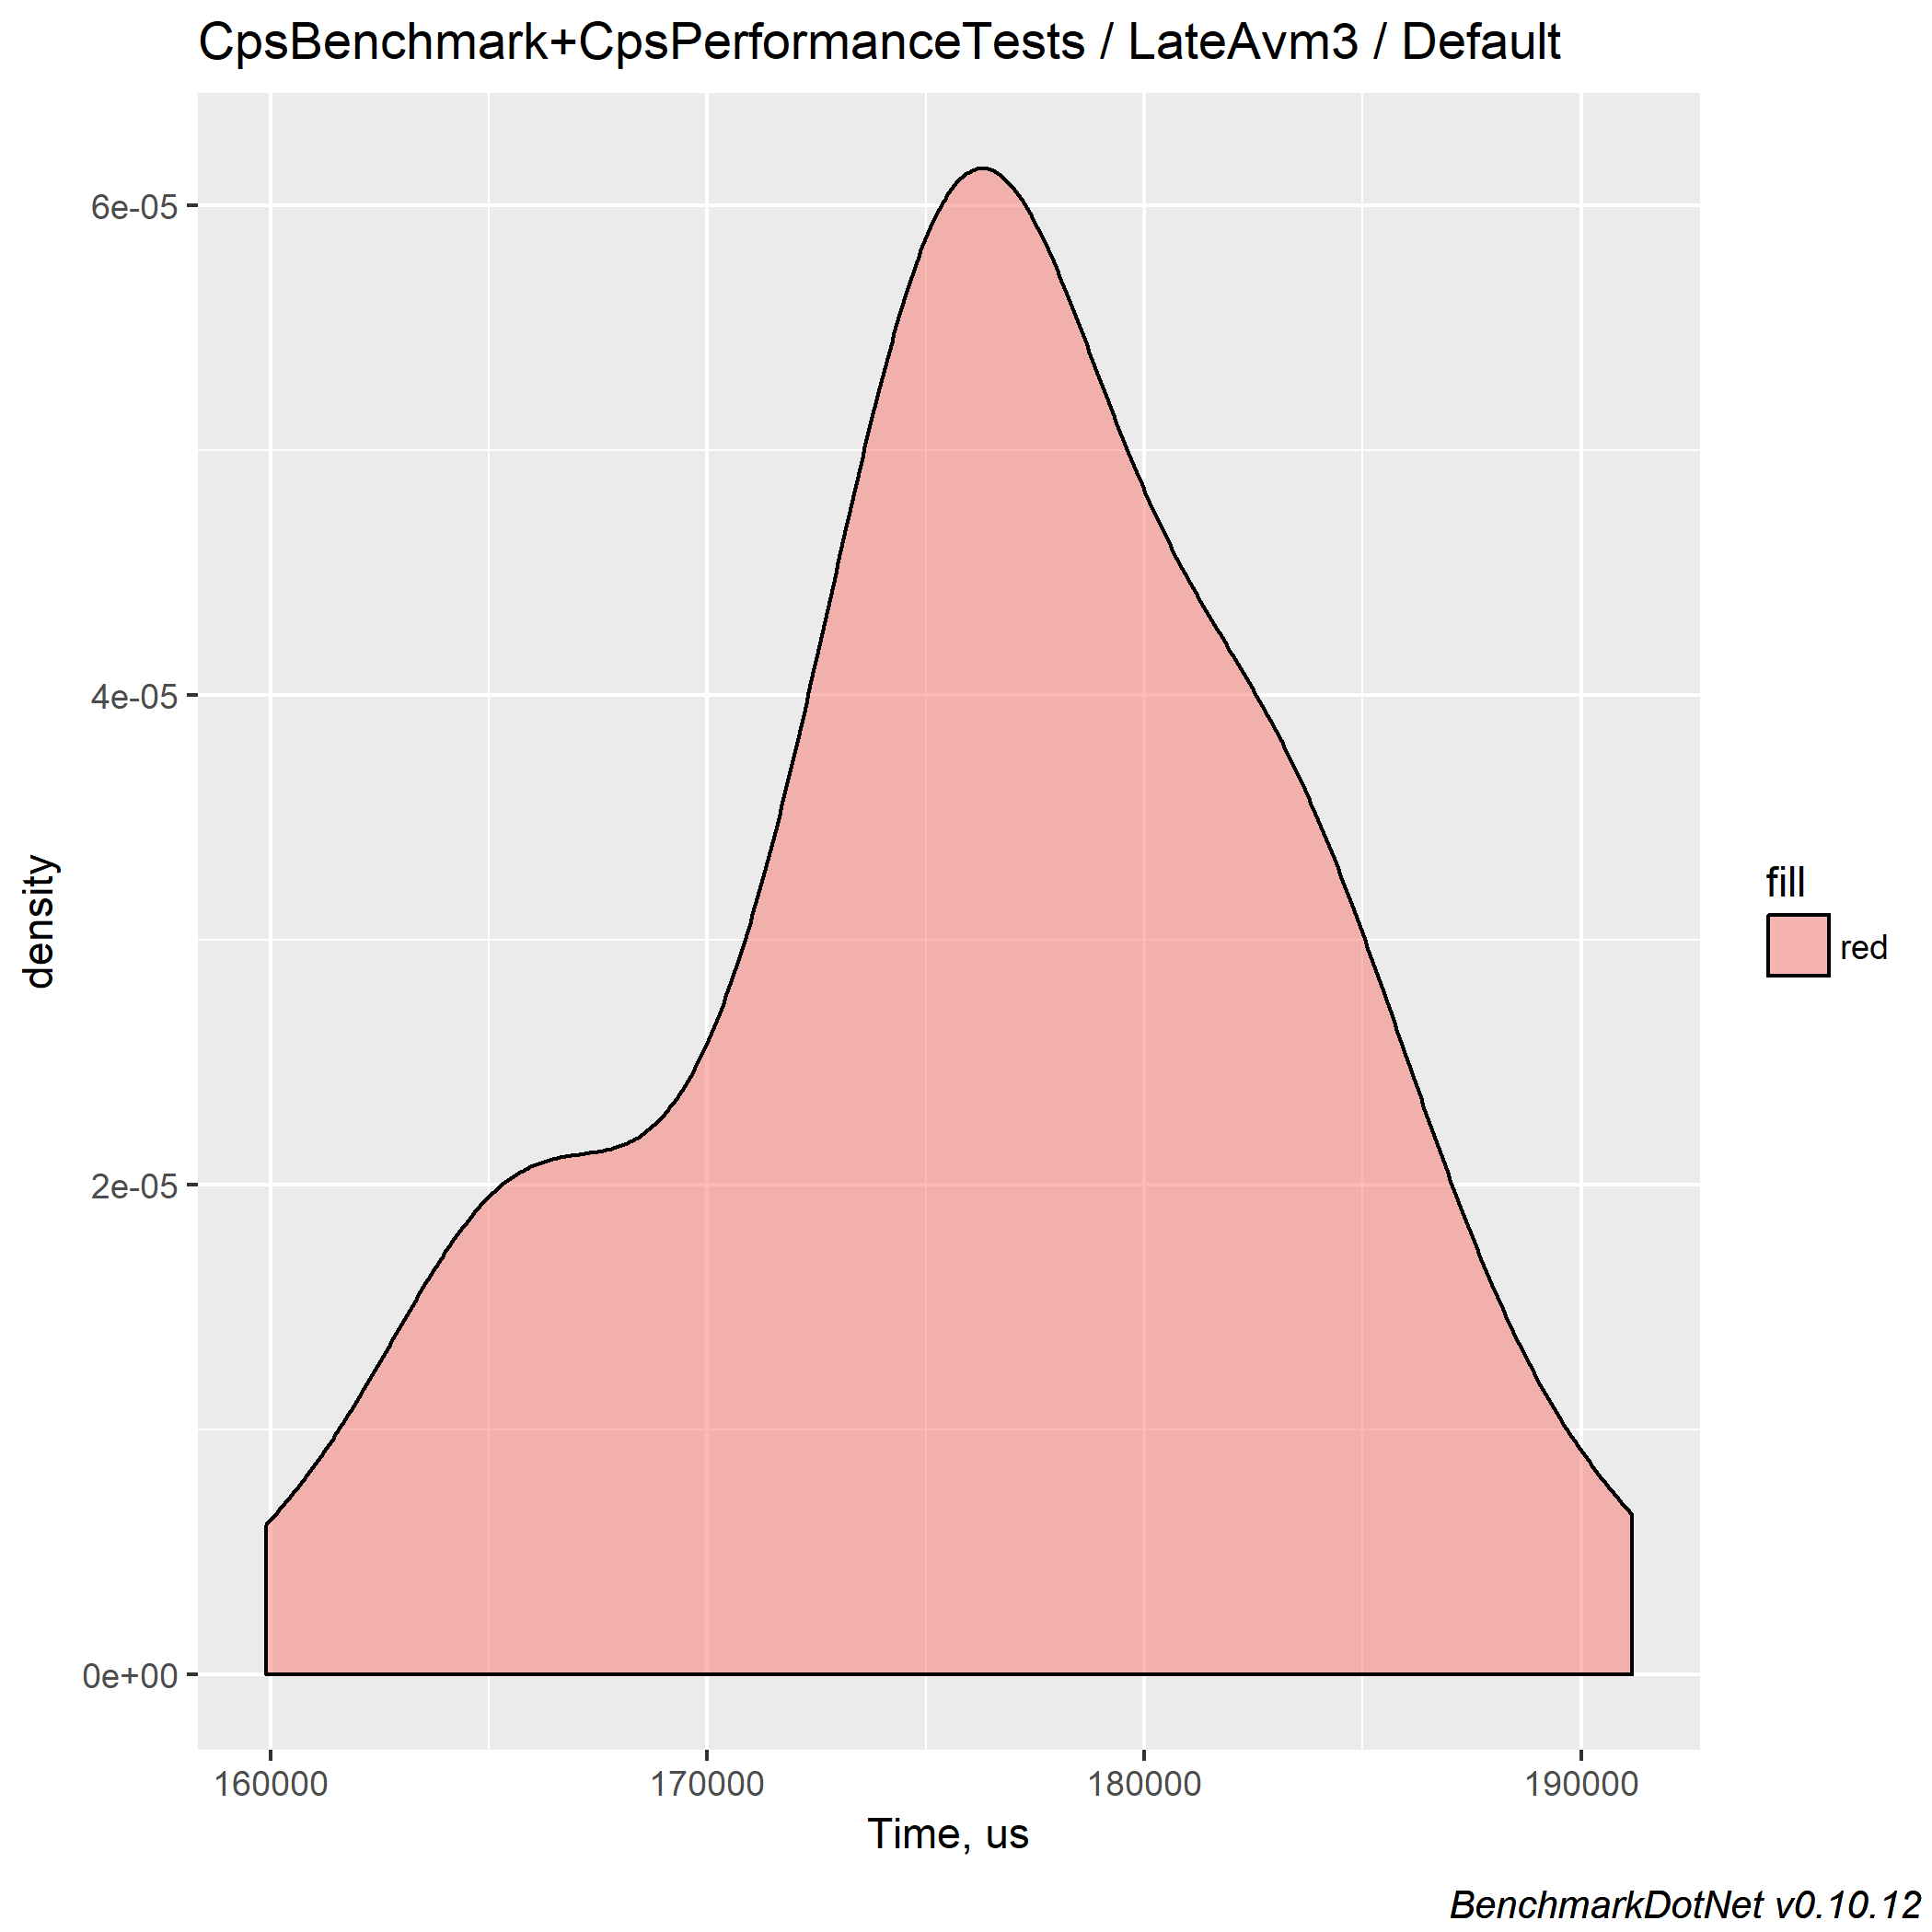 CpsBenchmark+CpsPerformanceTests / LateAvm3 / Default
6e-05
4e-05
2e-05
0e+00
density
160000 170000 180000 190000
Time, us
fill
red
BenchmarkDotNet v0.10.12